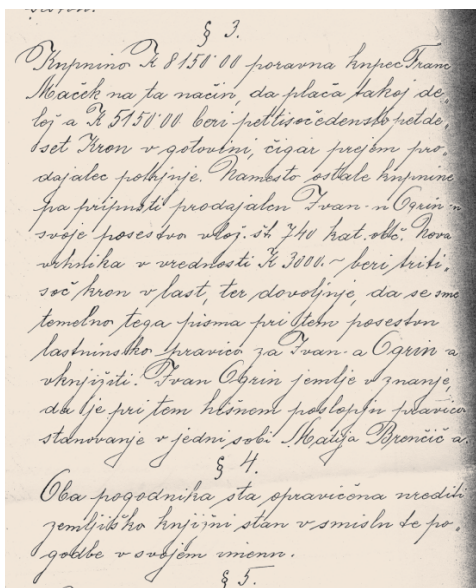 § 3.
Kupnino K 8150·00 poravna kupec Franc
Maček na ta način, da plača takoj de-
loj a K 5150·00 beri pettisočedenstopetde-
set Kron v gotovini, čigar prejem pro-
dajalec potrjuje. Namesto ostale kupnine
pa pripusti prodajalen Ivan-u Ogrin-u
svoje posestvo vlož. št 740 kat. obč. Nova
vrhnika v vrednosti K 3000.~ beri triti-
soč kron v last, ter dovoljuje, da se sme
temeljno tega pisma pri tem posestvu
lastninsko pravico za Ivan-a Ogrin-a
vknjižiti. Ivan Ogrin jemlje v znanje,
da je pri tem hišnem poslopju pravica
stanovanje v jedni sobi Matija Brenčič a.
§ 4.
Oba pogodnika sta opravičena urediti
zemljiško knjižni stan v smislu te po-
godbe v svojem imenu.
§ 5.